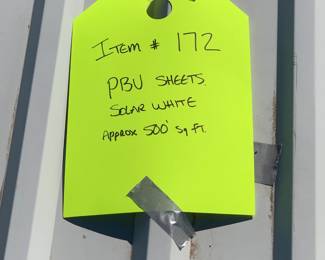 Item # 172
PBU SHEETS
SOLAR WHITE
Approx 500' Sq Ft.